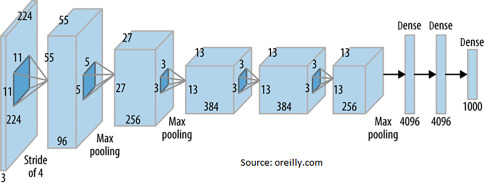 224
55
27
13
13
13
Dense
Dense
Dense
11
5
3
3
3
55
27
13
13
13
11
5
3
3
3
224
384
384
256
1000
96
256
Max
pooling
Max
pooling
Max
pooling
4096
4096
Stride
of 4
3
Source: oreilly.com